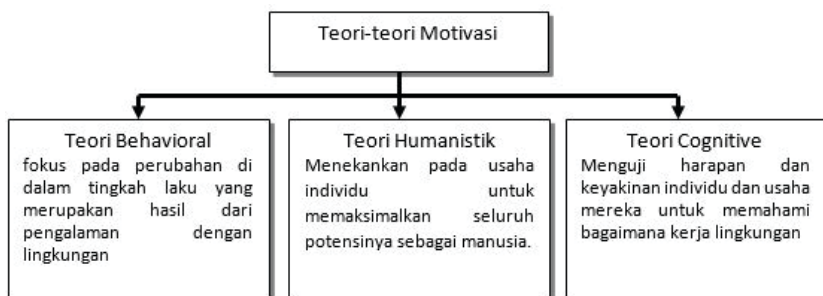 Teori-teori Motivasi
Teori Behavioral
fokus pada perubahan di
dalam tingkah laku yang
merupakan hasil dari
pengalaman dengan
lingkungan
Teori Humanistik
Menekankan pada usaha
individu untuk
memaksimalkan seluruh
potensinya sebagai manusia.
Teori Cognitive
Menguji harapan dan
keyakinan individu dan usaha
mereka untuk memahami
bagaimana kerja lingkungan